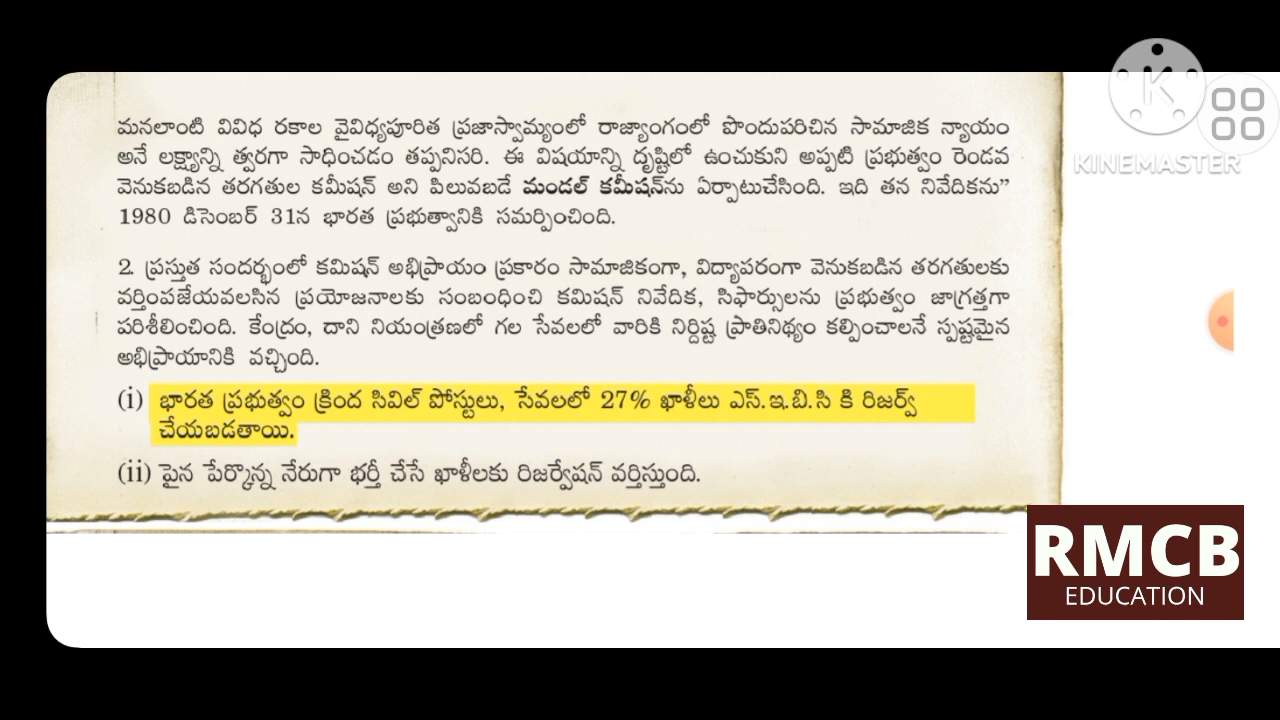 మనలాంటి వివిధ రకాల వైవిధ్యపూరిత ప్రజాస్వామ్యంలో రాజ్యాంగంలో పొందుపరిచిన సామాజిక న్యాయం
అనే లక్ష్యాన్ని త్వరగా సాధించడం తప్పనిసరి. ఈ విషయాన్ని దృష్టిలో ఉంచుకుని అప్పటి ప్రభుత్వం రెండవ
వెనుకబడిన తరగతుల కమీషన్ అని పిలువబడే మండల్ కమీషన్‌ను ఏర్పాటుచేసింది. ఇది తన నివేదికను”
1980 డిసెంబర్ 31న భారత ప్రభుత్వానికి సమర్పించింది.
2. ప్రస్తుత సందర్భంలో కమిషన్ అభిప్రాయం ప్రకారం సామాజికంగా, విద్యాపరంగా వెనుకబడిన తరగతులకు
వర్తింపజేయవలసిన ప్రయోజనాలకు సంబంధించి కమిషన్ నివేదిక, సిఫార్సులను ప్రభుత్వం జాగ్రత్తగా
పరిశీలించింది. కేంద్రం, దాని నియంత్రణలో గల సేవలలో వారికి నిర్దిష్ట ప్రాతినిథ్యం కల్పించాలనే స్పష్టమైన
అభిప్రాయానికి వచ్చింది.
(i) భారత ప్రభుత్వం క్రింద సివిల్ పోస్టులు, సేవలలో 27% ఖాళీలు ఎస్.ఇ.బి.సి కి రిజర్వ్
చేయబడతాయి.
(ii) పైన పేర్కొన్న నేరుగా భర్తీ చేసే ఖాళీలకు రిజర్వేషన్ వర్తిస్తుంది.
KINEMASTER
RMCB
EDUCATION